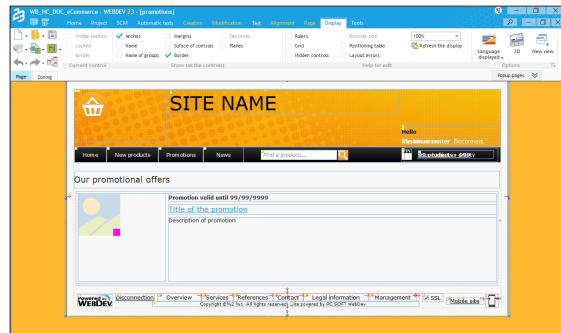 WB_HC_DOC_eCommerce - WEBDEV 23 - [promotions]
Home Project SCM Automatic tests Creation Modification Text Alignment Page Display Tools
Visible (editor) Anchor Margins Tab order Rulers Browser size 100%
Locked Name Suface of controls Planes Grid Positioning table Refresh the display
Border Name of groups Border Hidden controls Layout errors
Language displayed 3D New view
Current control Show (all the controls) Help for edit Options
Page Zoning Popup pages
SITE NAME
Hello
Disconnect
Home New products Promotions News Find a product,...
Our promotional offers
Promotion valid until 99/99/9999
Title of the promotion
Description of promotion
Powered by
WEBDEV Disconnection Overview Services References Contact Legal information Management SSL Mobile site
Copyright @%2 %1. All rights reserved. Site powered by PC SOFT WebDev.